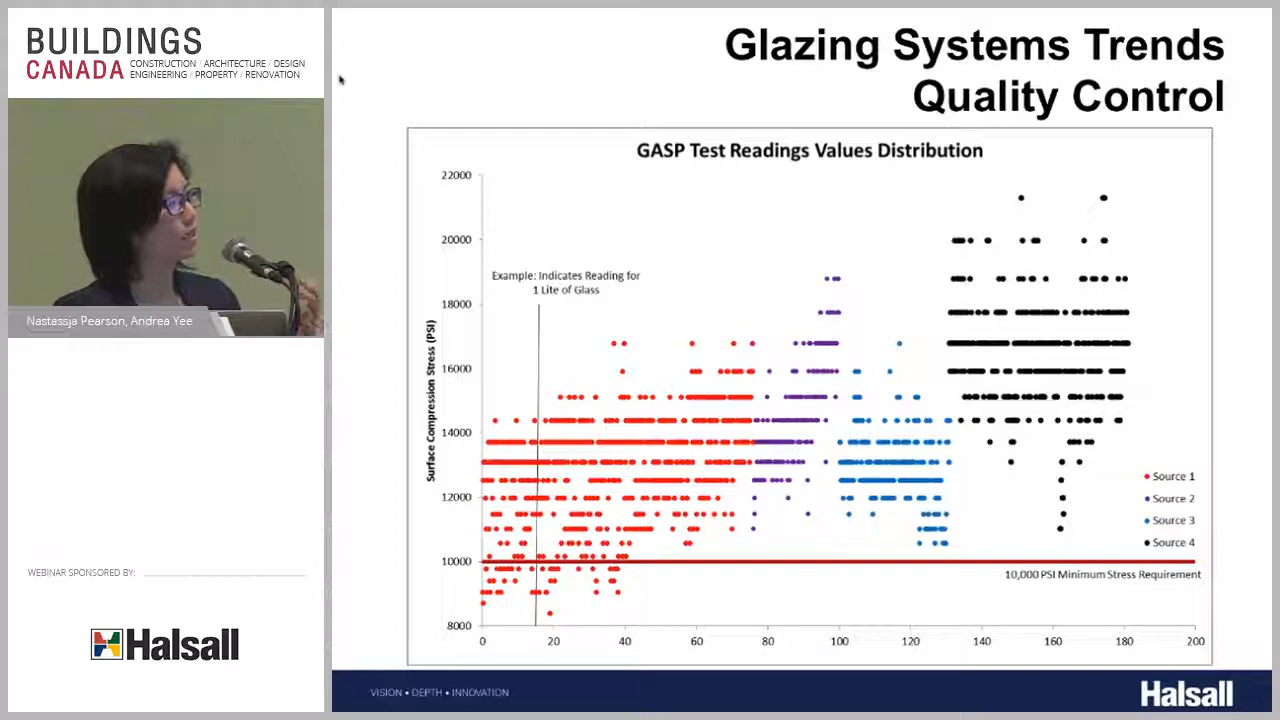 BUILDINGS
CANADA
CONSTRUCTION / ARCHITECTURE / DESIGN
ENGINEERING / PROPERTY / RENOVATION
Nastassja Pearson, Andrea Yee
WEBINAR SPONSORED BY:
Halsall
Glazing Systems Trends
Quality Control
GASP Test Readings Values Distribution
Surface Compression Stress (PSI)
22000
20000
18000
16000
14000
12000
10000
8000
Example: Indicates Reading for
1 Lite of Glass
Source 1
Source 2
Source 3
Source 4
10,000 PSI Minimum Stress Requirement
0 20 40 60 80 100 120 140 160 180 200
VISION • DEPTH • INNOVATION
Halsall